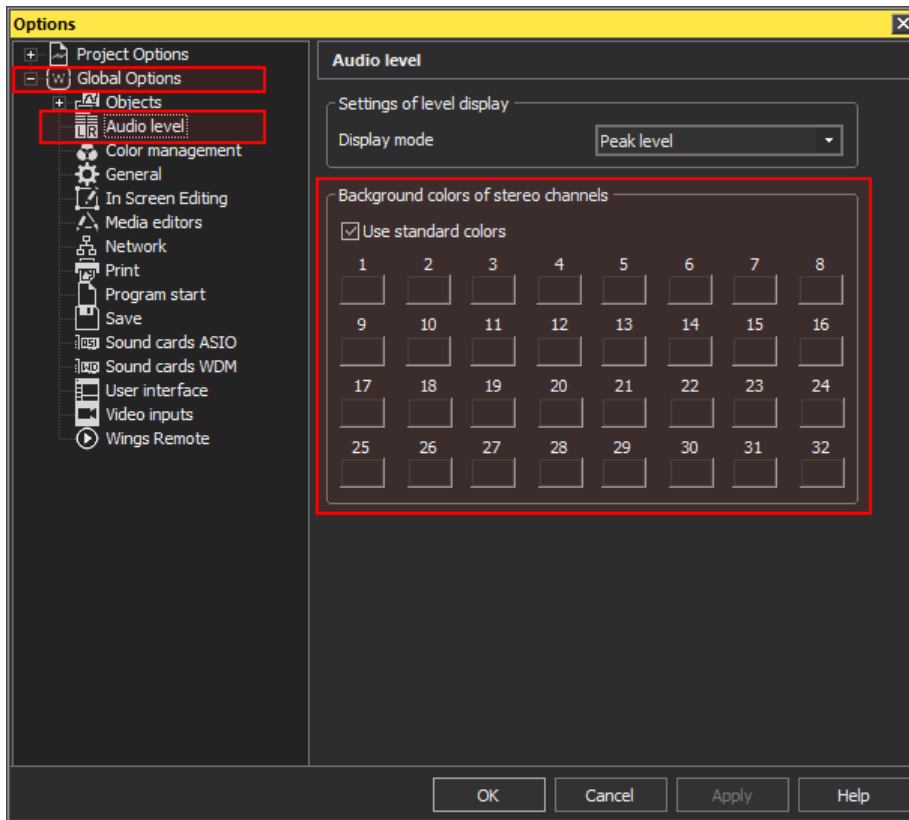 Options
Project Options
Global Options
Objects
Audio level
Color management
General
In Screen Editing
Media editors
Network
Print
Program start
Save
Sound cards ASIO
Sound cards WDM
User interface
Video inputs
Wings Remote
Audio level
Settings of level display
Display mode Peak level
Background colors of stereo channels
Use standard colors
1 2 3 4 5 6 7 8
9 10 11 12 13 14 15 16
17 18 19 20 21 22 23 24
25 26 27 28 29 30 31 32
OK Cancel Apply Help